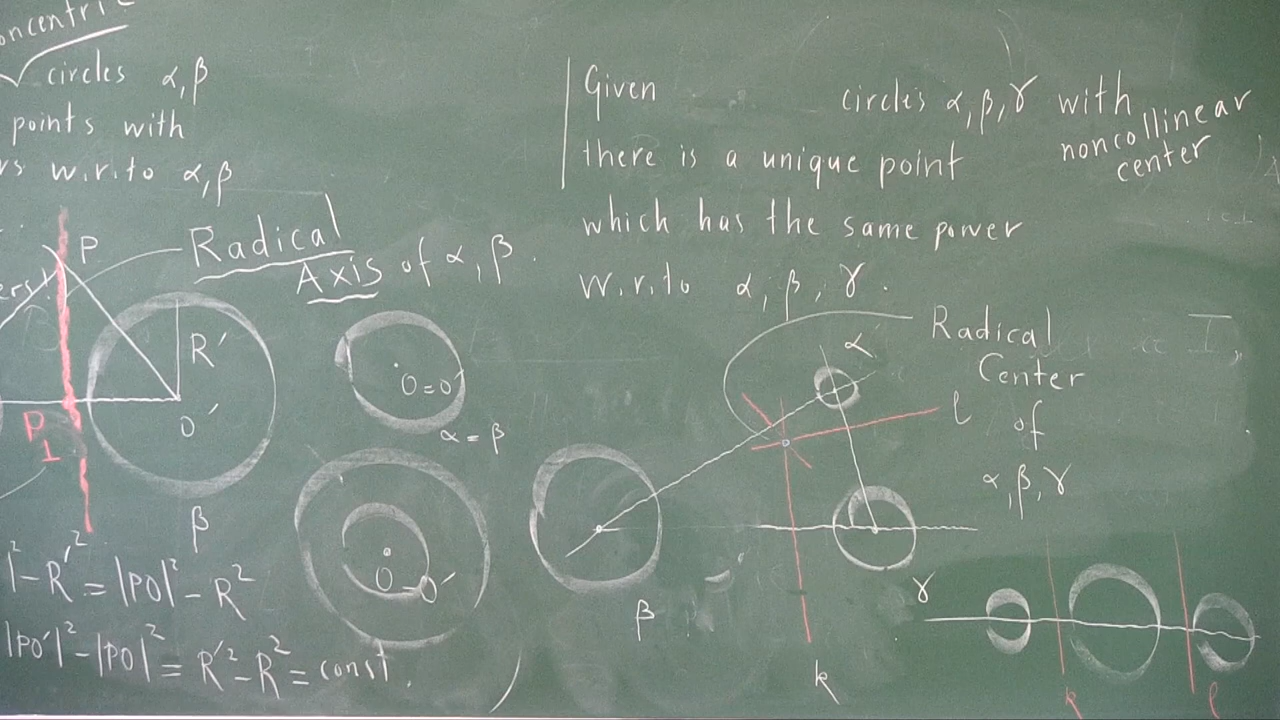 oncentric
circles α, β
points with
w.r.to α, β
P
Radical
Axis of α, β.
R'
O'
β
P⊥
O=O'
α = β
O=O'
|² - R'² = |PO|² - R²
|PO'|² - |PO|² = R'² - R² = const.
Given circles α, β, γ with
noncollinear
center
there is a unique point
which has the same power
w.r.to α, β, γ.
Radical
Center
of
α, β, γ
α
l
β
γ
k
k
l